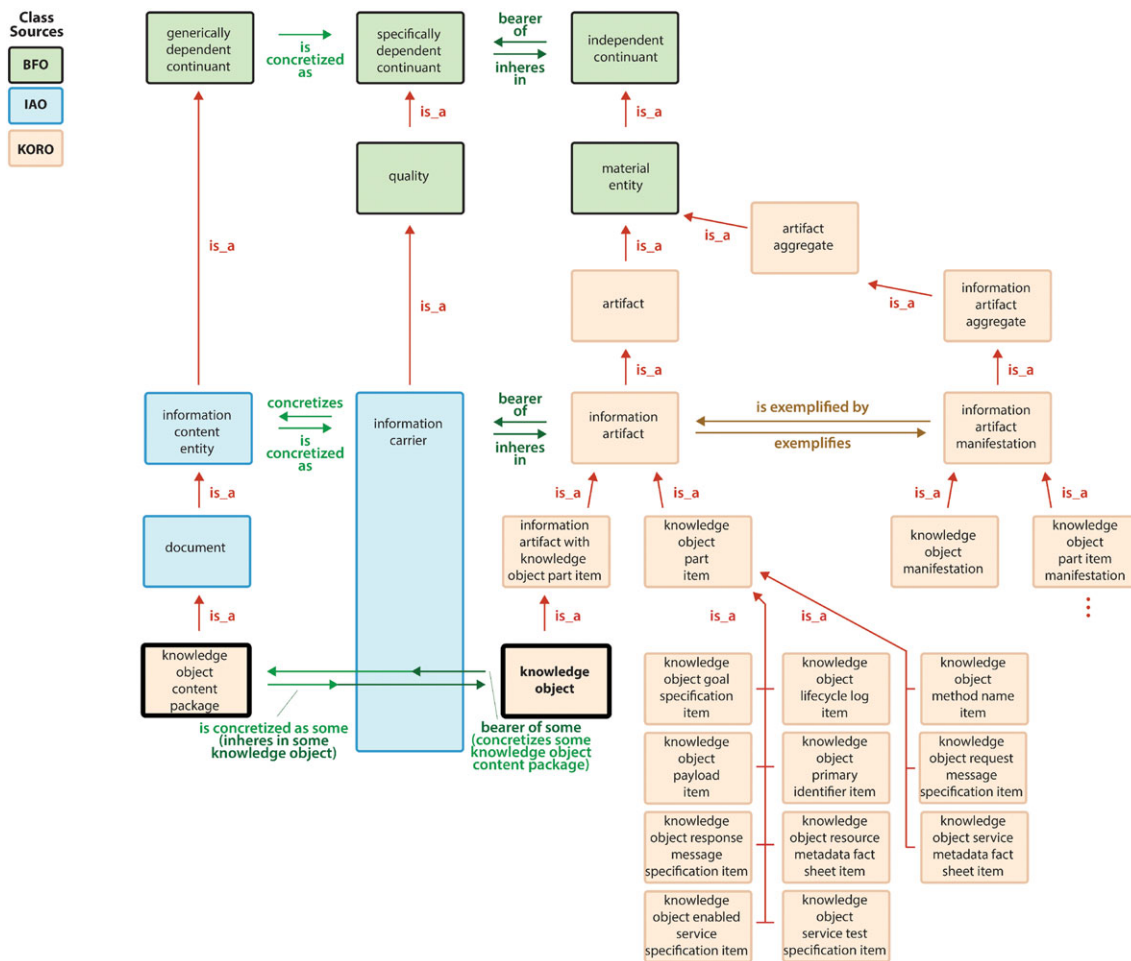 Class
Sources
BFO
IAO
KORO
generically
dependent
continuant
is
concretized
as
specifically
dependent
continuant
bearer
of
inheres
in
independent
continuant
is_a
is_a
is_a
quality
material
entity
is_a
is_a
is_a
artifact
aggregate
is_a
artifact
information
artifact
aggregate
is_a
is_a
information
content
entity
concretizes
is
concretized
as
information
carrier
bearer
of
inheres
in
information
artifact
is exemplified by
exemplifies
information
artifact
manifestation
is_a
is_a
is_a
is_a
is_a
document
information
artifact with
knowledge
object part item
knowledge
object
part
item
knowledge
object
manifestation
knowledge
object
part item
manifestation
is_a
is_a
is_a
is_a
knowledge
object
content
package
knowledge
object
is concretized as some
(inheres in some
knowledge object)
bearer of some
(concretizes some
knowledge object
content package)
knowledge
object goal
specification
item
knowledge
object
lifecycle log
item
knowledge
object
method name
item
knowledge
object
payload
item
knowledge
object
primary
identifier item
knowledge
object request
message
specification item
knowledge
object response
message
specification item
knowledge
object resource
metadata fact
sheet item
knowledge
object service
metadata fact
sheet item
knowledge
object enabled
service
specification item
knowledge
object
service test
specification item